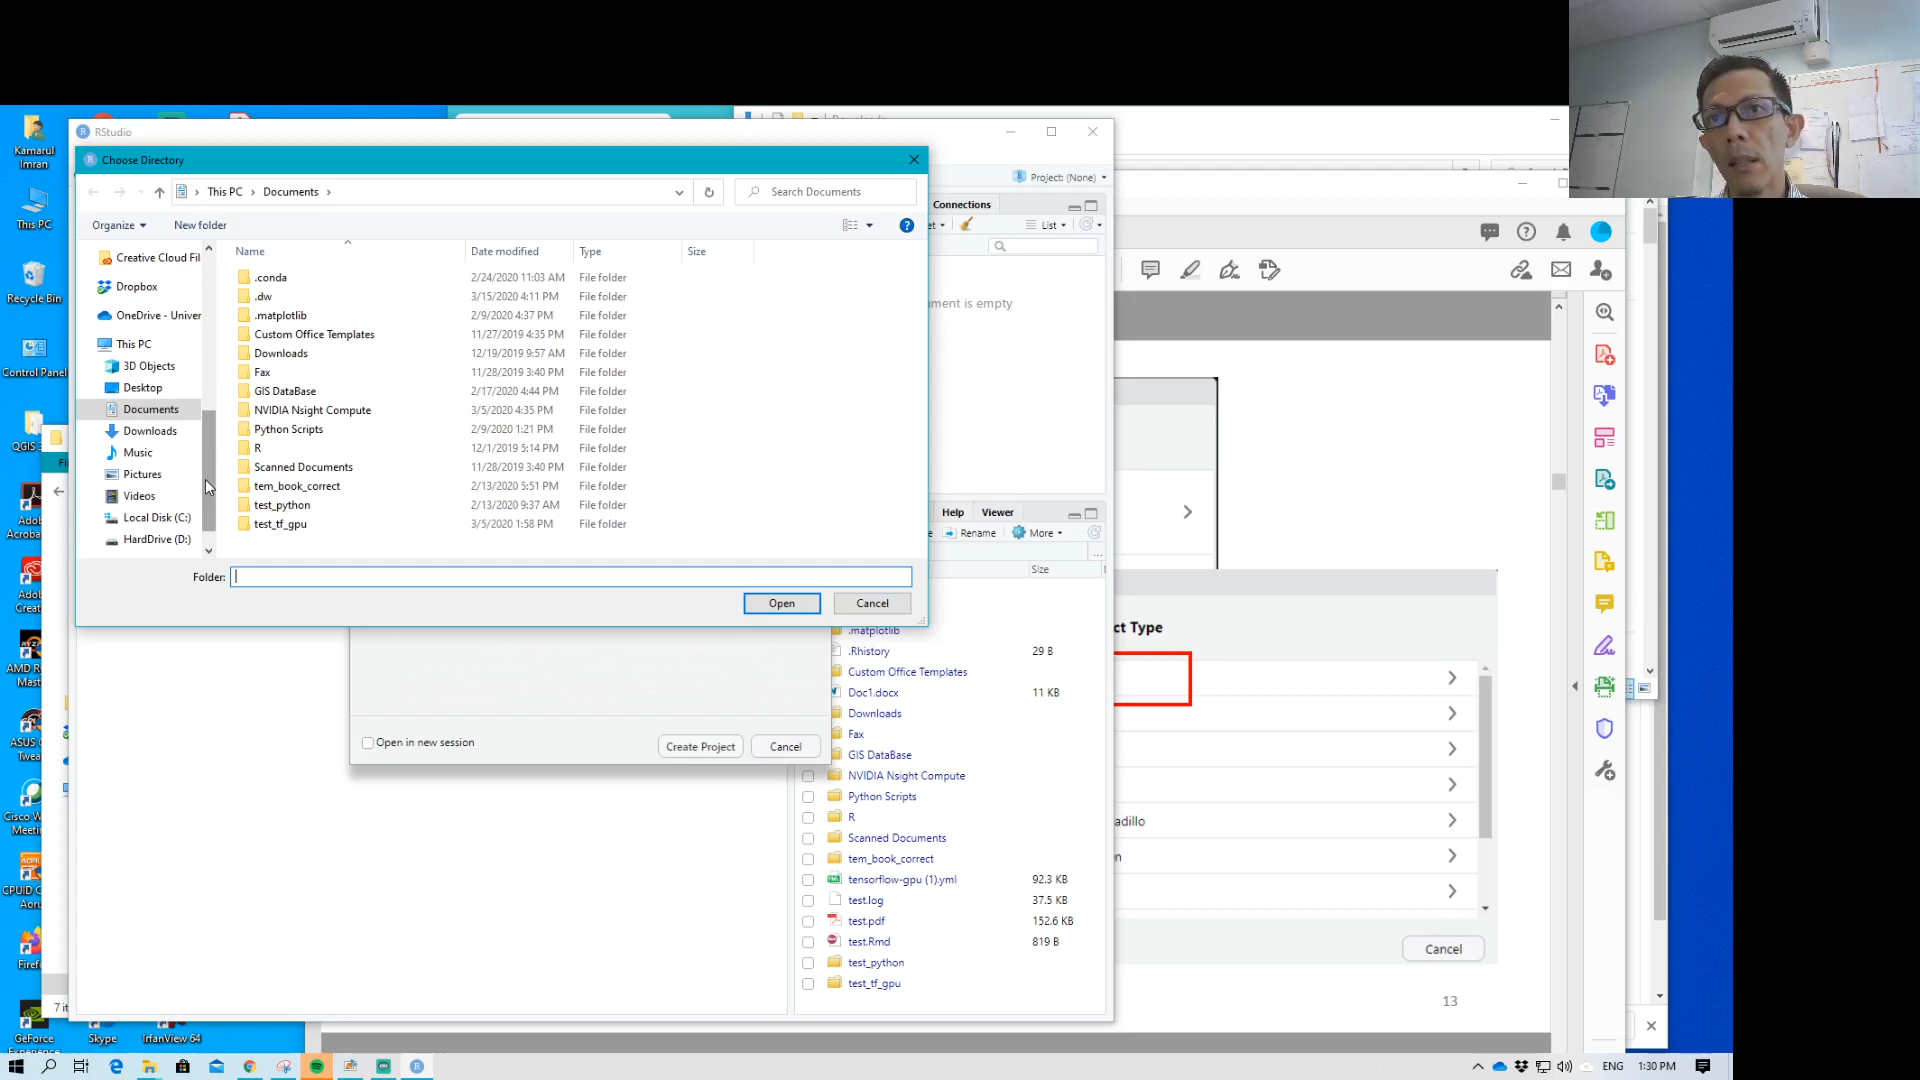 Kamarul
Imran
This PC
Recycle Bin
Control Panel
RStudio
Choose Directory
This PC
Documents
Search Documents
Organize
New folder
Name
Date modified
Type
Size
Creative Cloud Fil
Dropbox
OneDrive - Univer
This PC
3D Objects
Desktop
Documents
Downloads
Music
Pictures
Videos
Local Disk (C:)
HardDrive (D:)
.conda 2/24/2020 11:03 AM File folder
.dw 3/15/2020 4:11 PM File folder
.matplotlib 2/9/2020 4:37 PM File folder
Custom Office Templates 11/27/2019 4:35 PM File folder
Downloads 12/19/2019 9:57 AM File folder
Fax 11/28/2019 3:40 PM File folder
GIS DataBase 2/17/2020 4:44 PM File folder
NVIDIA Nsight Compute 3/5/2020 4:35 PM File folder
Python Scripts 2/9/2020 1:21 PM File folder
R 12/1/2019 5:14 PM File folder
Scanned Documents 11/28/2019 3:40 PM File folder
tem_book_correct 2/13/2020 5:51 PM File folder
test_python 2/13/2020 9:37 AM File folder
test_tf_gpu 3/5/2020 1:58 PM File folder
Folder:
Open
Cancel
Open in new session
Create Project
Cancel
Project: (None)
Connections
List
ment is empty
Help
Viewer
Rename
More
Size
.matplotlib
.Rhistory 29 B
Custom Office Templates
Doc1.docx 11 KB
Downloads
Fax
GIS DataBase
NVIDIA Nsight Compute
Python Scripts
R
Scanned Documents
tem_book_correct
tensorflow-gpu (1).yml 92.3 KB
test.log 37.5 KB
test.pdf 152.6 KB
test.Rmd 819 B
test_python
test_tf_gpu
ct Type
adillo
Cancel
13
Skype
IrfanView 64
GeForce
ENG
1:30 PM